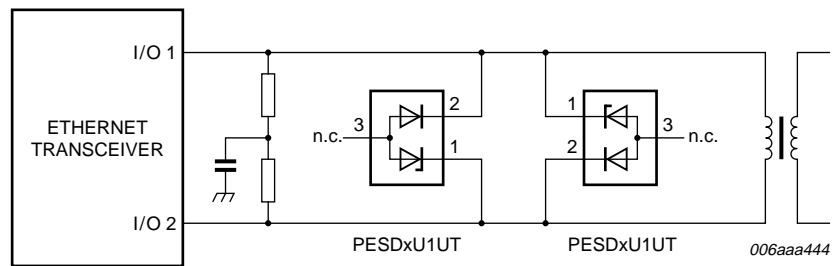 I/O 1
ETHERNET
TRANSCEIVER
I/O 2
n.c.
3
2
1
1
2
3
n.c.
PESDxU1UT
PESDxU1UT
006aaa444